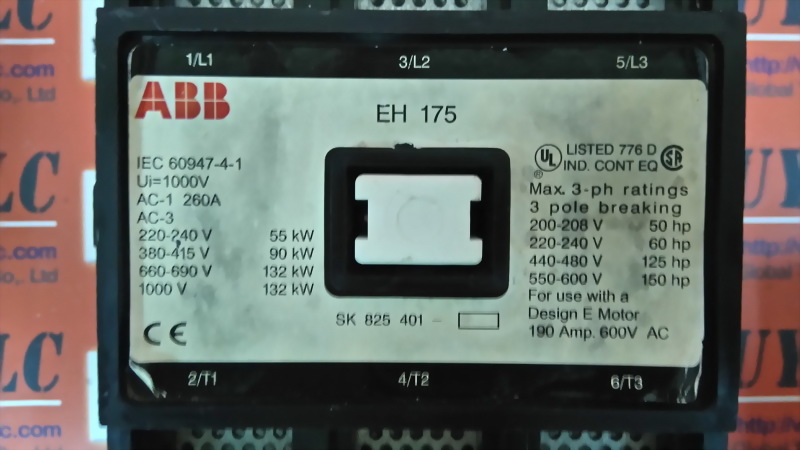 1/L1 3/L2 5/L3
ABB
EH 175
IEC 60947-4-1
Ui=1000V
AC-1 260A
AC-3
220-240 V 55 kW
380-415 V 90 kW
660-690 V 132 kW
1000 V 132 kW
CE
SK 825 401 -
UL ® LISTED 776 D
IND. CONT EQ SA
Max. 3-ph ratings
3 pole breaking
200-208 V 50 hp
220-240 V 60 hp
440-480 V 125 hp
550-600 V 150 hp
For use with a
Design E Motor
190 Amp. 600V AC
2/T1 4/T2 6/T3